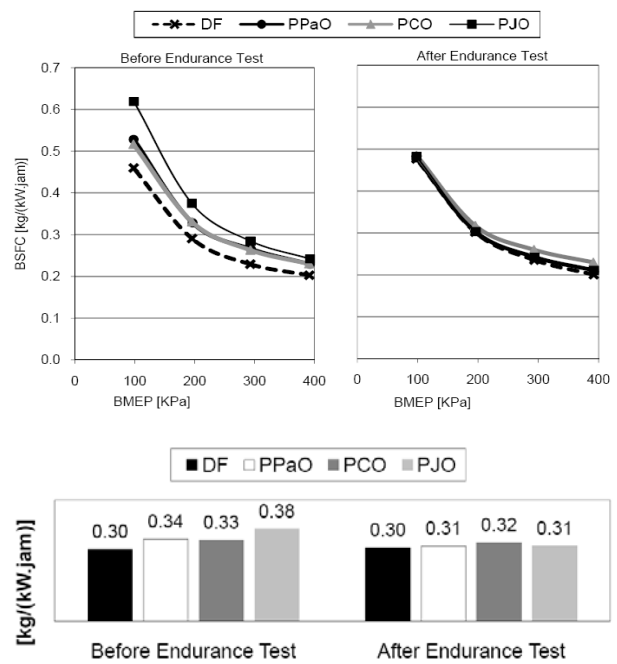 DF PPaO PCO PJO
Before Endurance Test After Endurance Test
0.7
0.6
0.5
0.4
0.3
0.2
0.1
0.0
BSFC [kg/(kW.jam)]
0 100 200 300 400 0 100 200 300 400
BMEP [KPa] BMEP [KPa]
DF PPaO PCO PJO
[kg/(kW.jam)]
0.30 0.34 0.33 0.38 0.30 0.31 0.32 0.31
Before Endurance Test After Endurance Test